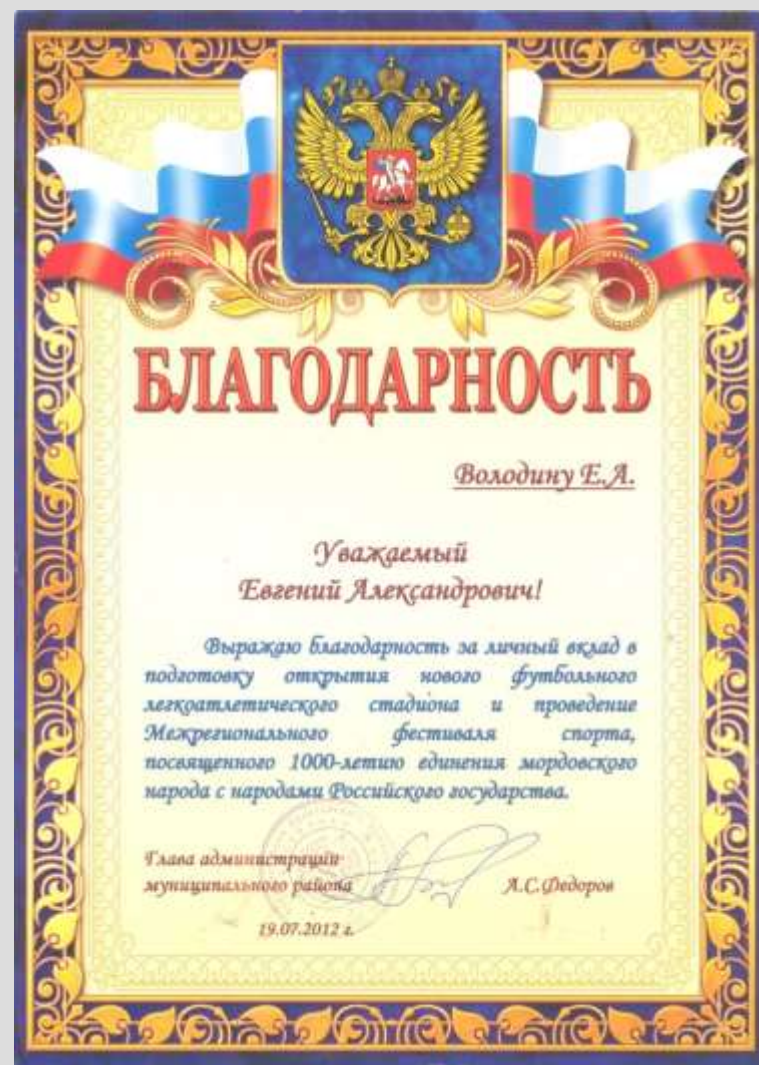 БЛАГОДАРНОСТЬ
Володину Е.А.
Уважаемый
Евгений Александрович!
Выражаю благодарность за личный вклад в
подготовку открытия нового футбольного
легкоатлетического стадиона и проведение
Межрегионального фестиваля спорта,
посвященного 1000-летию единения мордовского
народа с народами Российского государства.
Глава администрации
муниципального района А.С.Федоров
19.07.2012 г.